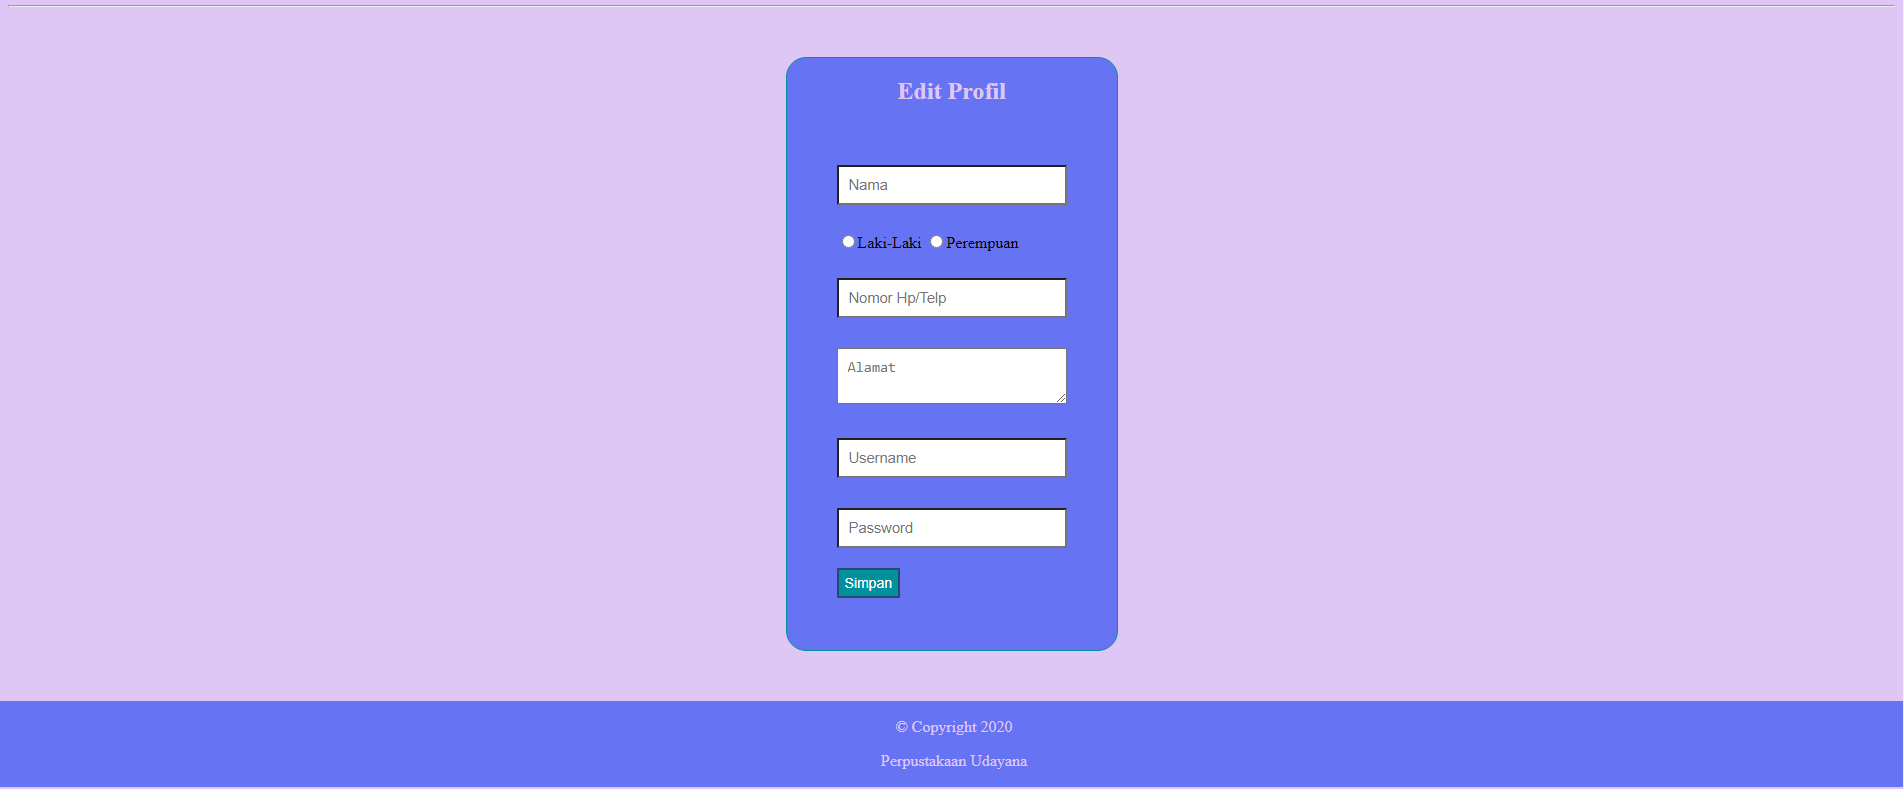 Edit Profil
Nama
Laki-Laki Perempuan
Nomor Hp/Telp
Alamat
Username
Password
Simpan
© Copyright 2020
Perpustakaan Udayana